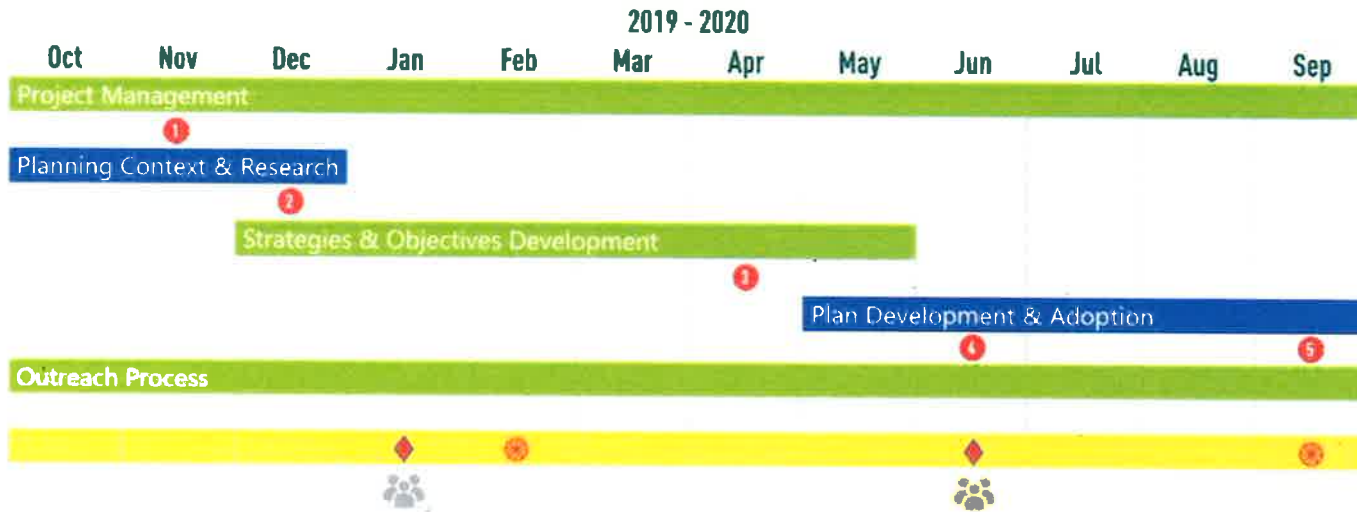 2019 - 2020
Oct Nov Dec Jan Feb Mar Apr May Jun Jul Aug Sep
Project Management
1
Planning Context & Research
2
Strategies & Objectives Development
3
Plan Development & Adoption
4 5
Outreach Process